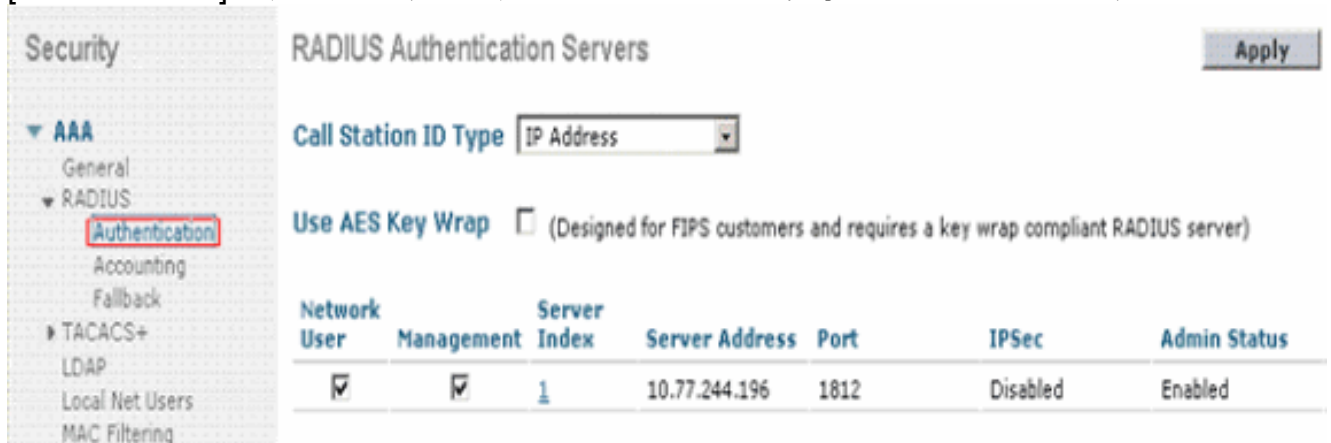 Security
AAA
General
RADIUS
Authentication
Accounting
Fallback
TACACS+
LDAP
Local Net Users
MAC Filtering
RADIUS Authentication Servers
Apply
Call Station ID Type IP Address
Use AES Key Wrap (Designed for FIPS customers and requires a key wrap compliant RADIUS server)
Network User Management Server Index Server Address Port IPSec Admin Status
1 10.77.244.196 1812 Disabled Enabled